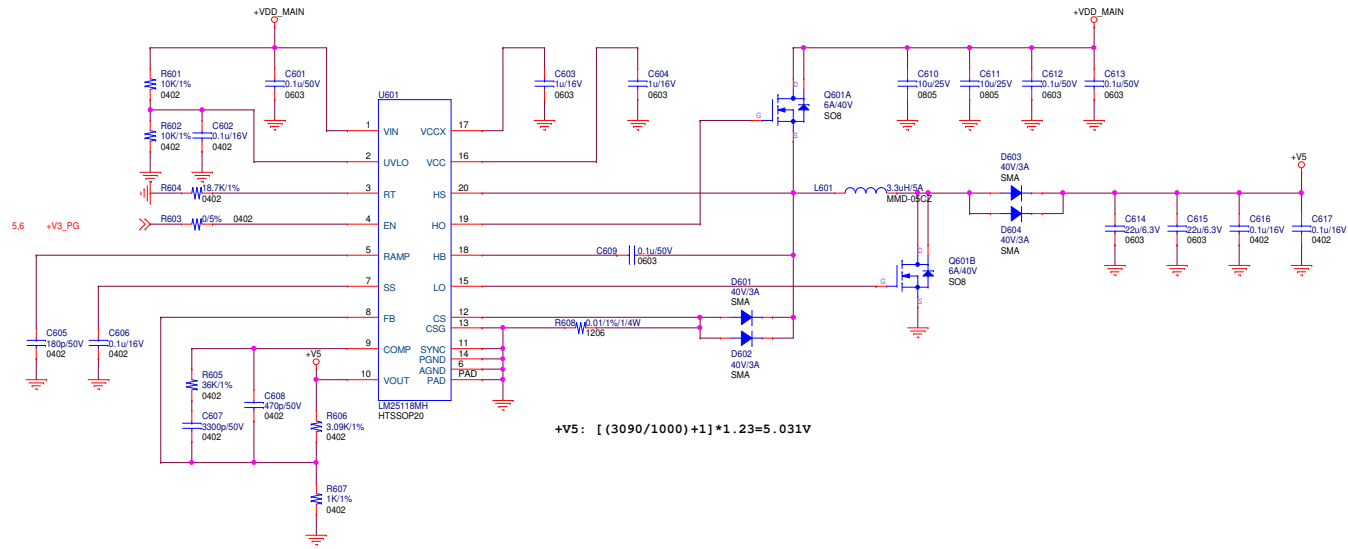 +VDD_MAIN
+VDD_MAIN
R601
10K/1%
0402
C601
0.1u/50V
0603
C603
1u/16V
0603
C604
1u/16V
0603
Q601A
6A/40V
SO8
D
G
S
C610
10u/25V
0805
C611
10u/25V
0805
C612
0.1u/50V
0603
C613
0.1u/50V
0603
U601
R602
10K/1%
0402
C602
0.1u/16V
0402
1 VIN
VCCX 17
2 UVLO
VCC 16
3 RT
HS 20
4 EN
HO 19
5 RAMP
HB 18
7 SS
LO 15
8 FB
CS 12
CSG 13
9 COMP
SYNC 11
PGND 14
AGND 6
10 VOUT
PAD PAD
LM25118MH
HTSSOP20
R604 18.7K/1%
0402
5,6 +V3_PG
R603 0/5% 0402
L601 3.3uH/5A
MMD-05CZ
D603
40V/3A
SMA
D604
40V/3A
SMA
+V5
C614
22u/6.3V
0603
C615
22u/6.3V
0603
C616
0.1u/16V
0402
C617
0.1u/16V
0402
C609 0.1u/50V
0603
Q601B
6A/40V
SO8
D
G
S
D601
40V/3A
SMA
R608 0.01/1%/1/4W
1206
D602
40V/3A
SMA
C605
180p/50V
0402
C606
0.1u/16V
0402
+V5
R605
36K/1%
0402
C607
3300p/50V
0402
C608
470p/50V
0402
R606
3.09K/1%
0402
R607
1K/1%
0402
+V5: [(3090/1000)+1]*1.23=5.031V